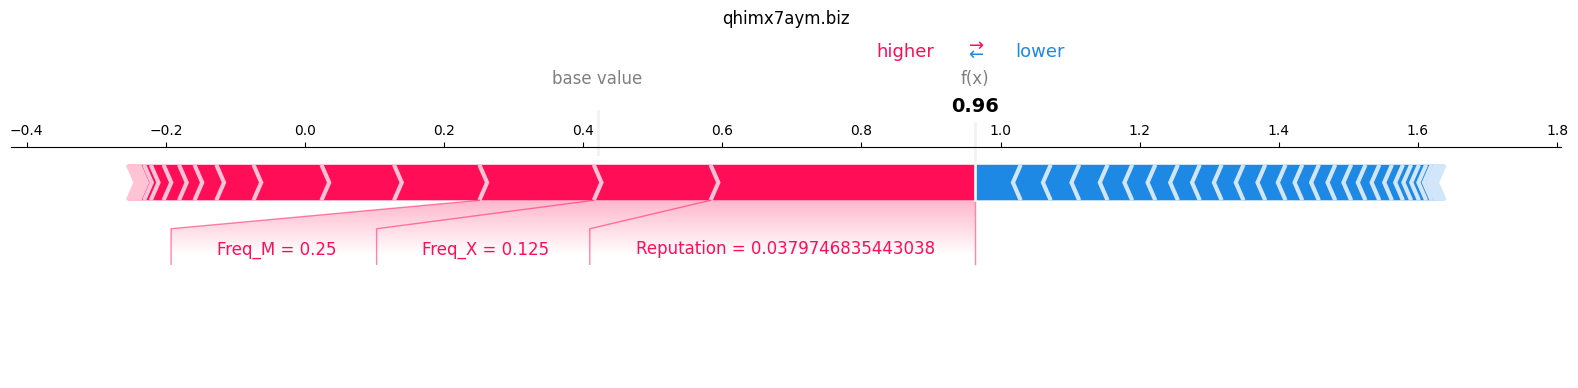 qhimx7aym.biz
higher ⇄ lower
base value f(x)
0.96
−0.4 −0.2 0.0 0.2 0.4 0.6 0.8 1.0 1.2 1.4 1.6 1.8
Freq_M = 0.25 Freq_X = 0.125 Reputation = 0.0379746835443038